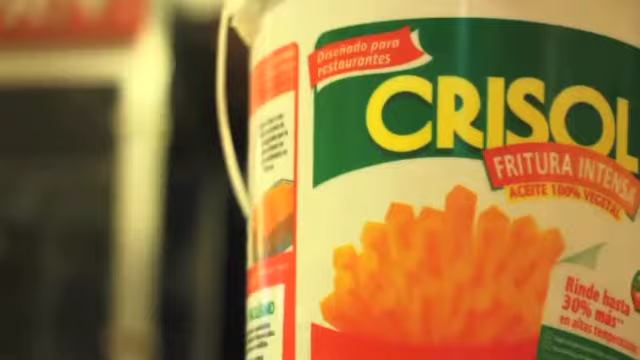 Diseñado para
restaurantes
CRISOL
FRITURA INTENSA
ACEITE 100% VEGETAL
Rinde hasta
30% más**
en altas temperaturas